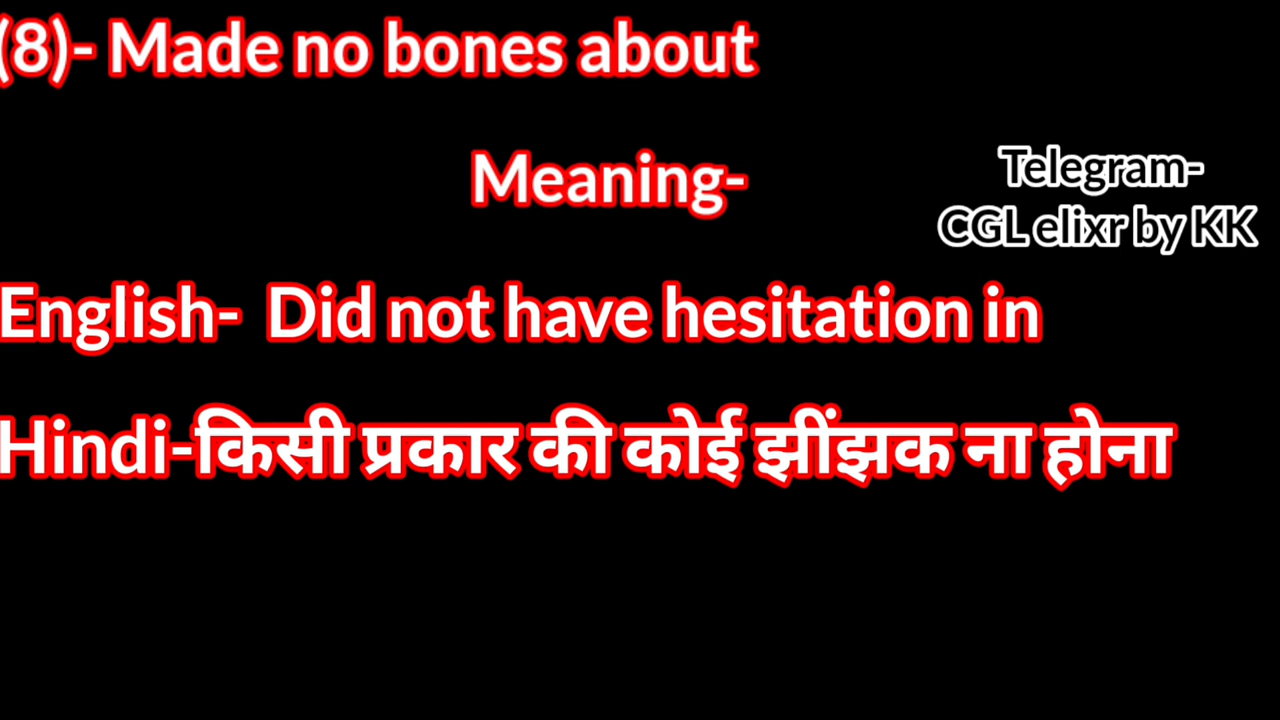 (8)- Made no bones about
Meaning-
Telegram-
CGL elixr by KK
English- Did not have hesitation in
Hindi-किसी प्रकार की कोई झींझक ना होना